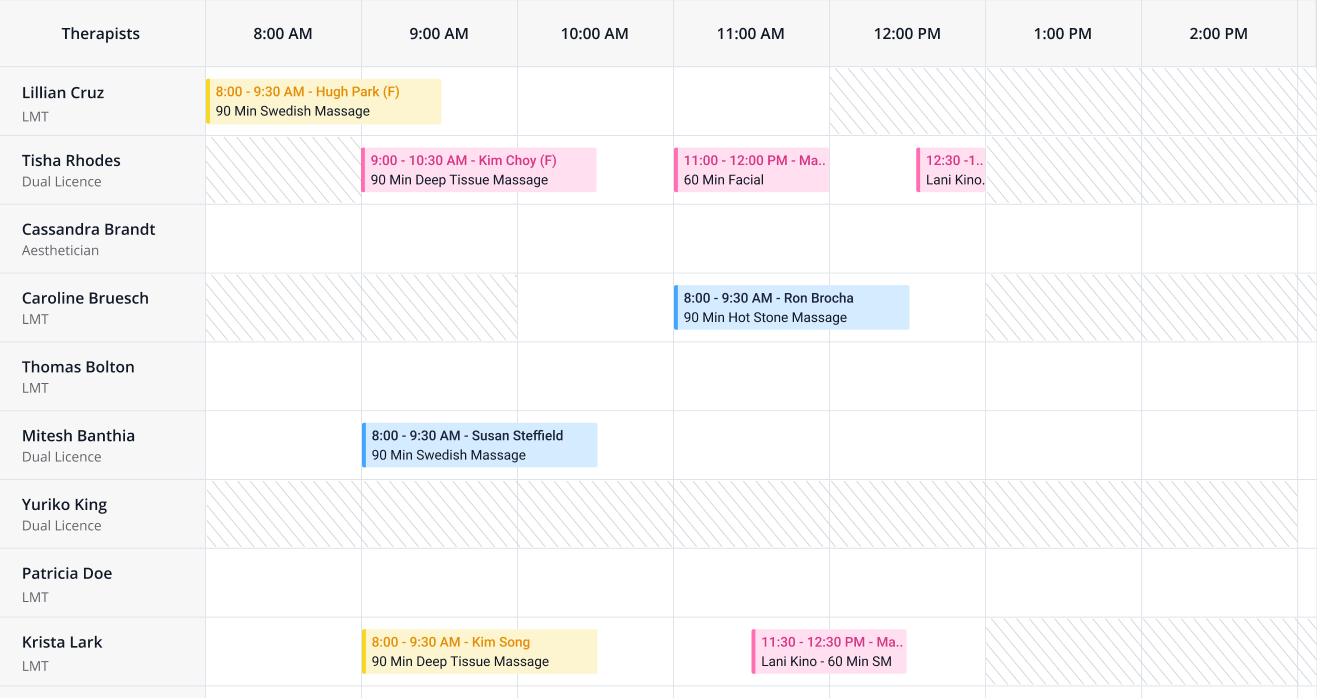 Therapists 8:00 AM 9:00 AM 10:00 AM 11:00 AM 12:00 PM 1:00 PM 2:00 PM
Lillian Cruz
LMT
8:00 - 9:30 AM - Hugh Park (F)
90 Min Swedish Massage
Tisha Rhodes
Dual Licence
9:00 - 10:30 AM - Kim Choy (F)
90 Min Deep Tissue Massage
11:00 - 12:00 PM - Ma..
60 Min Facial
12:30 -1..
Lani Kino.
Cassandra Brandt
Aesthetician
Caroline Bruesch
LMT
8:00 - 9:30 AM - Ron Brocha
90 Min Hot Stone Massage
Thomas Bolton
LMT
Mitesh Banthia
Dual Licence
8:00 - 9:30 AM - Susan Steffield
90 Min Swedish Massage
Yuriko King
Dual Licence
Patricia Doe
LMT
Krista Lark
LMT
8:00 - 9:30 AM - Kim Song
90 Min Deep Tissue Massage
11:30 - 12:30 PM - Ma..
Lani Kino - 60 Min SM